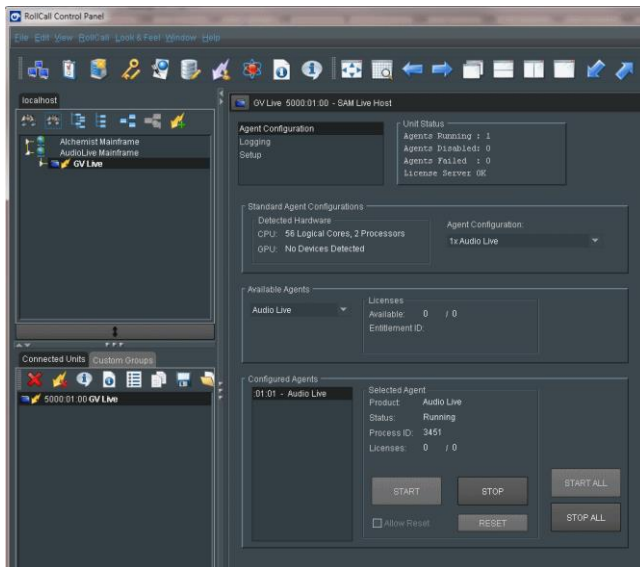 RollCall Control Panel
File Edit View RollCall Look & Feel Window Help
localhost
Alchemist Mainframe
AudioLive Mainframe
GV Live
Connected Units Custom Groups
5000:01:00 GV Live
GV Live 5000:01:00 - SAM Live Host
Agent Configuration
Logging
Setup
Unit Status
Agents Running : 1
Agents Disabled: 0
Agents Failed : 0
License Server OK
Standard Agent Configurations
Detected Hardware
CPU: 56 Logical Cores, 2 Processors
GPU: No Devices Detected
Agent Configuration:
1x Audio Live
Available Agents
Audio Live
Licenses
Available: 0 / 0
Entitlement ID:
Configured Agents
:01:01 - Audio Live
Selected Agent
Product: Audio Live
Status: Running
Process ID: 3451
Licenses: 0 / 0
START STOP
Allow Reset RESET
START ALL
STOP ALL